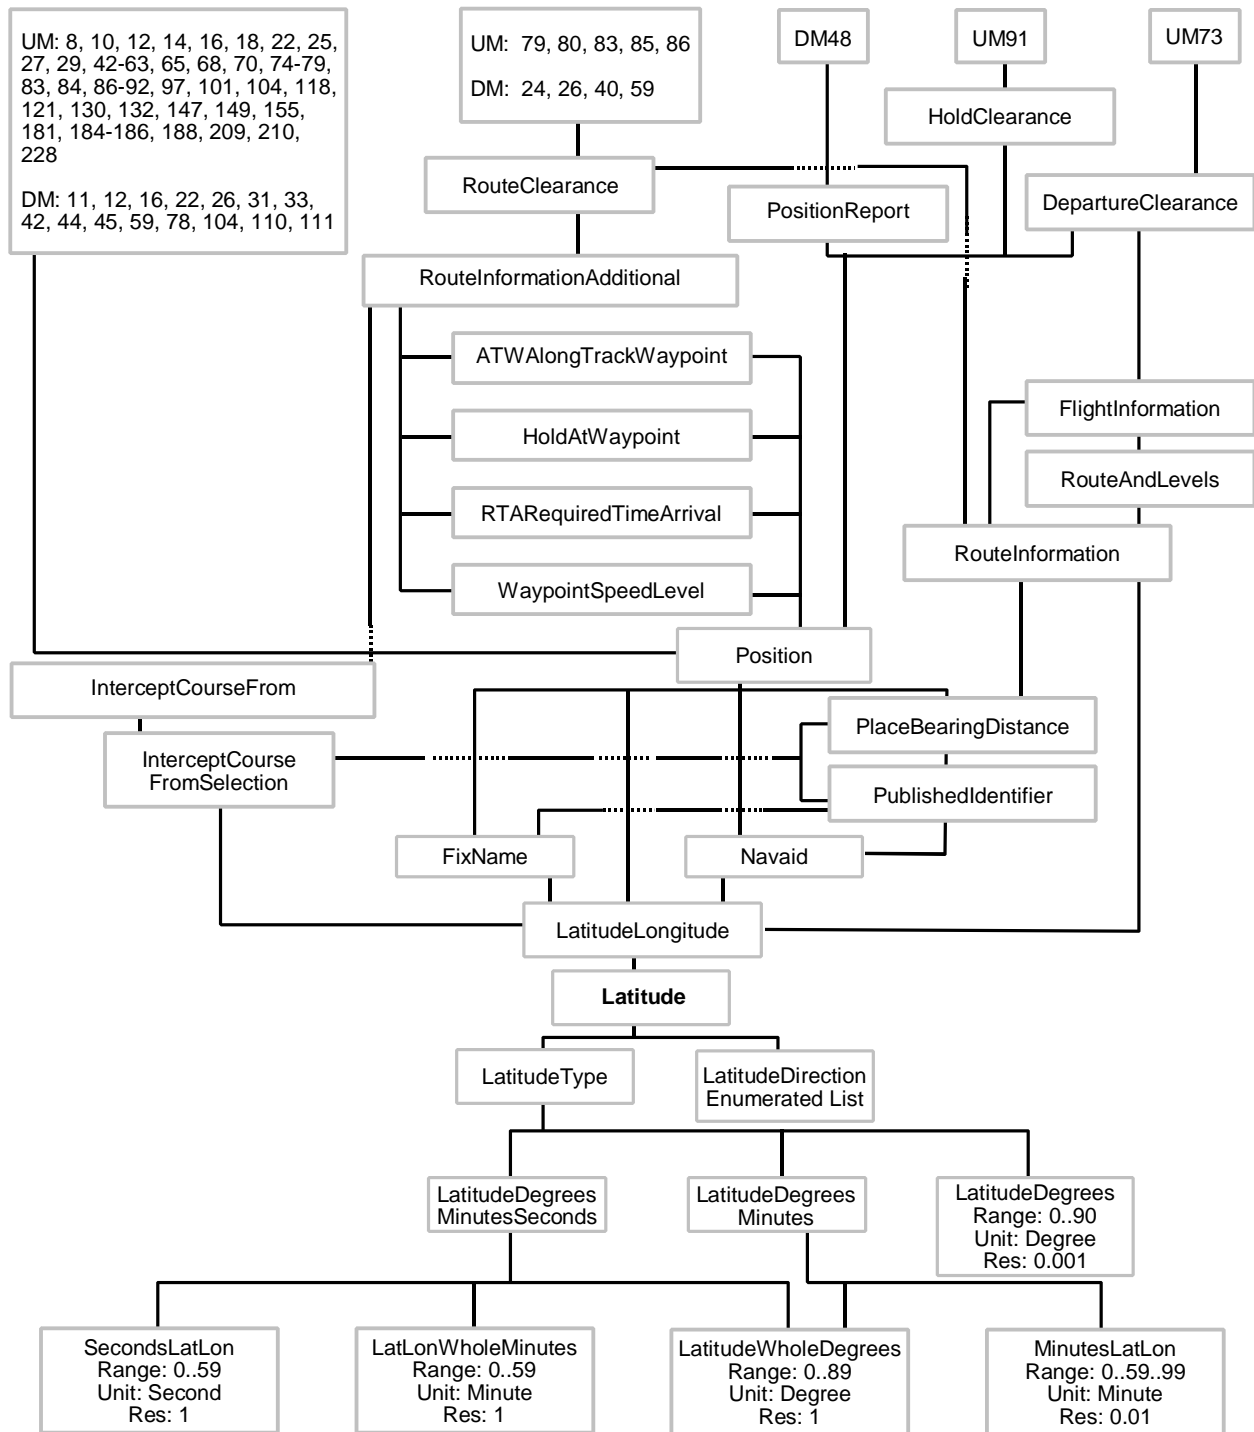 UM: 8, 10, 12, 14, 16, 18, 22, 25,
27, 29, 42-63, 65, 68, 70, 74-79,
83, 84, 86-92, 97, 101, 104, 118,
121, 130, 132, 147, 149, 155,
181, 184-186, 188, 209, 210,
228
DM: 11, 12, 16, 22, 26, 31, 33,
42, 44, 45, 59, 78, 104, 110, 111
UM: 79, 80, 83, 85, 86
DM: 24, 26, 40, 59
DM48
UM91
UM73
HoldClearance
RouteClearance
PositionReport
DepartureClearance
RouteInformationAdditional
ATWAlongTrackWaypoint
FlightInformation
HoldAtWaypoint
RouteAndLevels
RTARequiredTimeArrival
RouteInformation
WaypointSpeedLevel
Position
InterceptCourseFrom
PlaceBearingDistance
InterceptCourse
FromSelection
PublishedIdentifier
FixName
Navaid
LatitudeLongitude
Latitude
LatitudeType
LatitudeDirection
Enumerated List
LatitudeDegrees
MinutesSeconds
LatitudeDegrees
Minutes
LatitudeDegrees
Range: 0..90
Unit: Degree
Res: 0.001
SecondsLatLon
Range: 0..59
Unit: Second
Res: 1
LatLonWholeMinutes
Range: 0..59
Unit: Minute
Res: 1
LatitudeWholeDegrees
Range: 0..89
Unit: Degree
Res: 1
MinutesLatLon
Range: 0..59..99
Unit: Minute
Res: 0.01